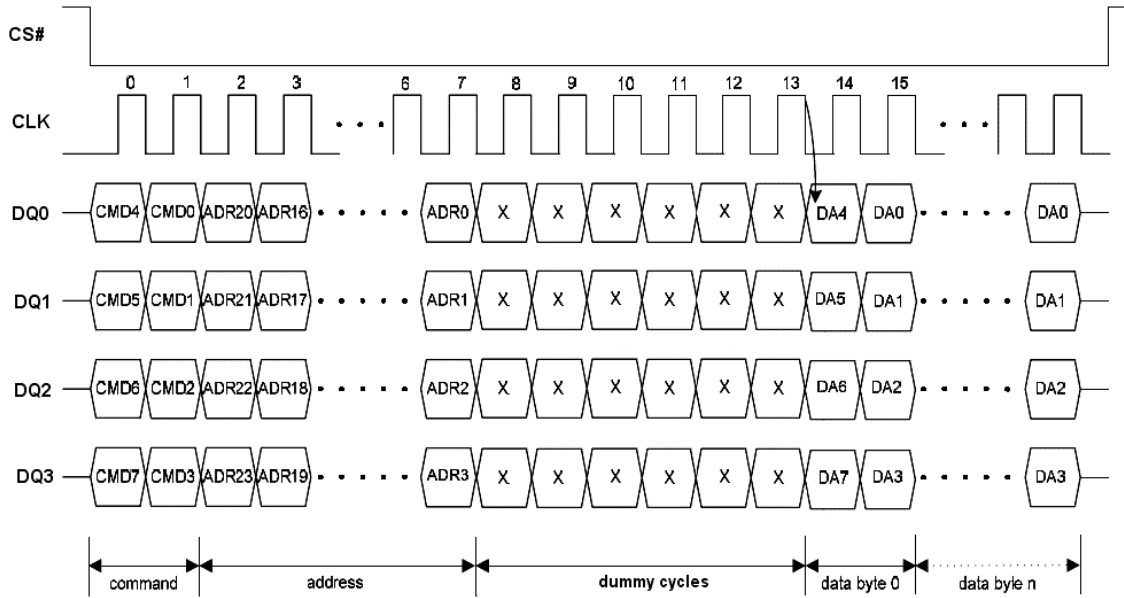 CS#
0 1 2 3 6 7 8 9 10 11 12 13 14 15
CLK
DQ0 CMD4 CMD0 ADR20 ADR16 ADR0 X X X X X X DA4 DA0 DA0
DQ1 CMD5 CMD1 ADR21 ADR17 ADR1 X X X X X X DA5 DA1 DA1
DQ2 CMD6 CMD2 ADR22 ADR18 ADR2 X X X X X X DA6 DA2 DA2
DQ3 CMD7 CMD3 ADR23 ADR19 ADR3 X X X X X X DA7 DA3 DA3
command address dummy cycles data byte 0 data byle n